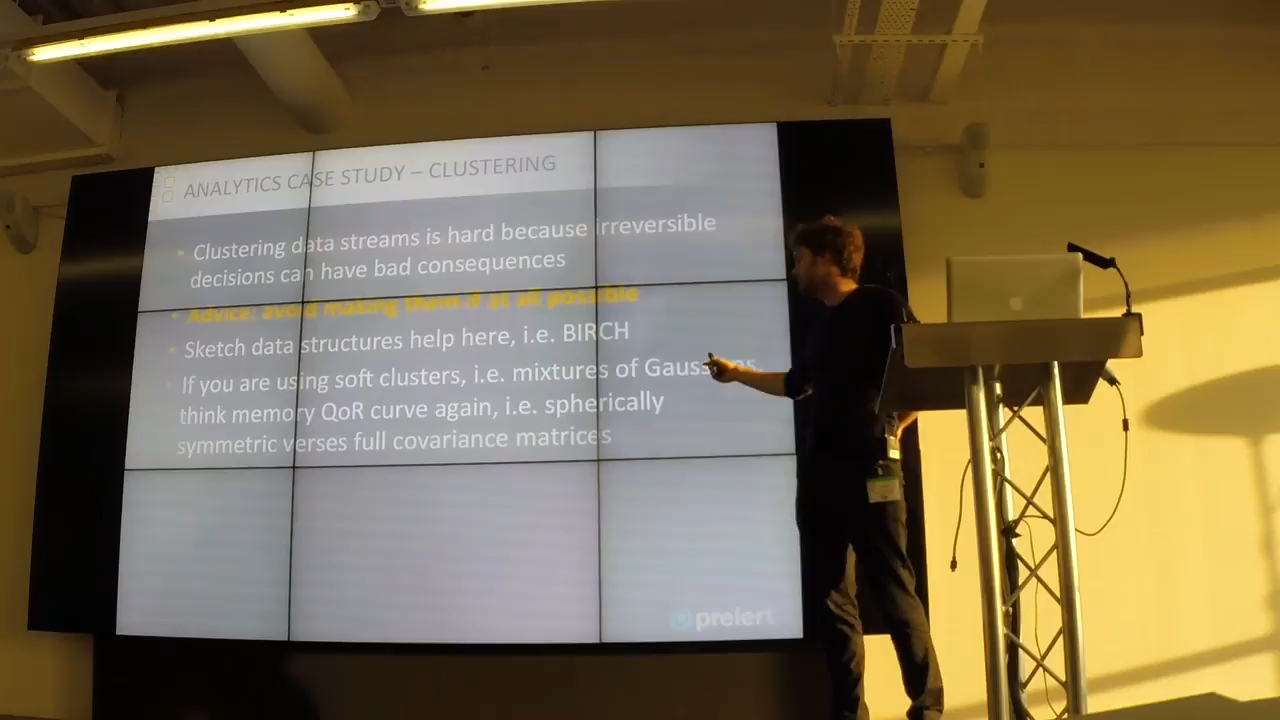 ANALYTICS CASE STUDY – CLUSTERING
Clustering data streams is hard because irreversible
decisions can have bad consequences
Advice: avoid making them if at all possible
Sketch data structures help here, i.e. BIRCH
If you are using soft clusters, i.e. mixtures of Gaussians,
think memory QoR curve again, i.e. spherically
symmetric verses full covariance matrices
prelert